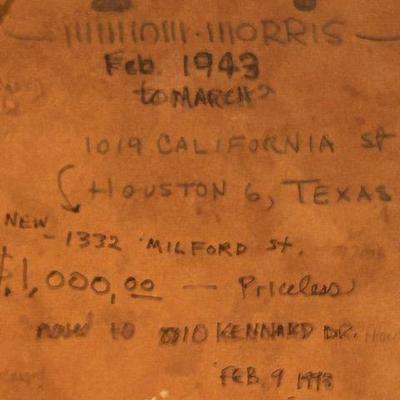 MORRIS
Feb. 1943
to MARCH
1019 CALIFORNIA St
HOUSTON 6, TEXAS
NEW
- 1332 MILFORD St.
$1,000,00 — Priceless
moved to KENNARD DR.
FEB. 9 1993